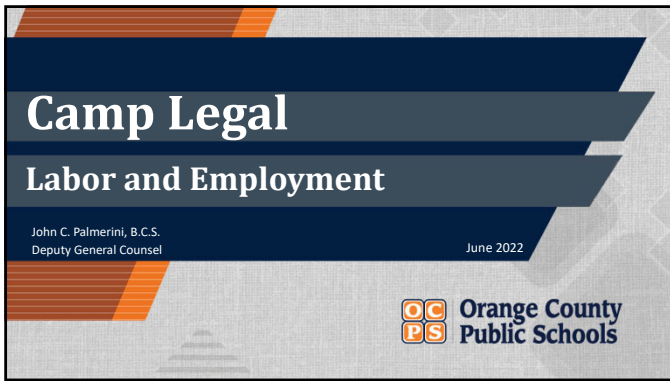 Camp Legal
Labor and Employment
John C. Palmerini, B.C.S.
Deputy General Counsel
June 2022
OC
PS
Orange County
Public Schools